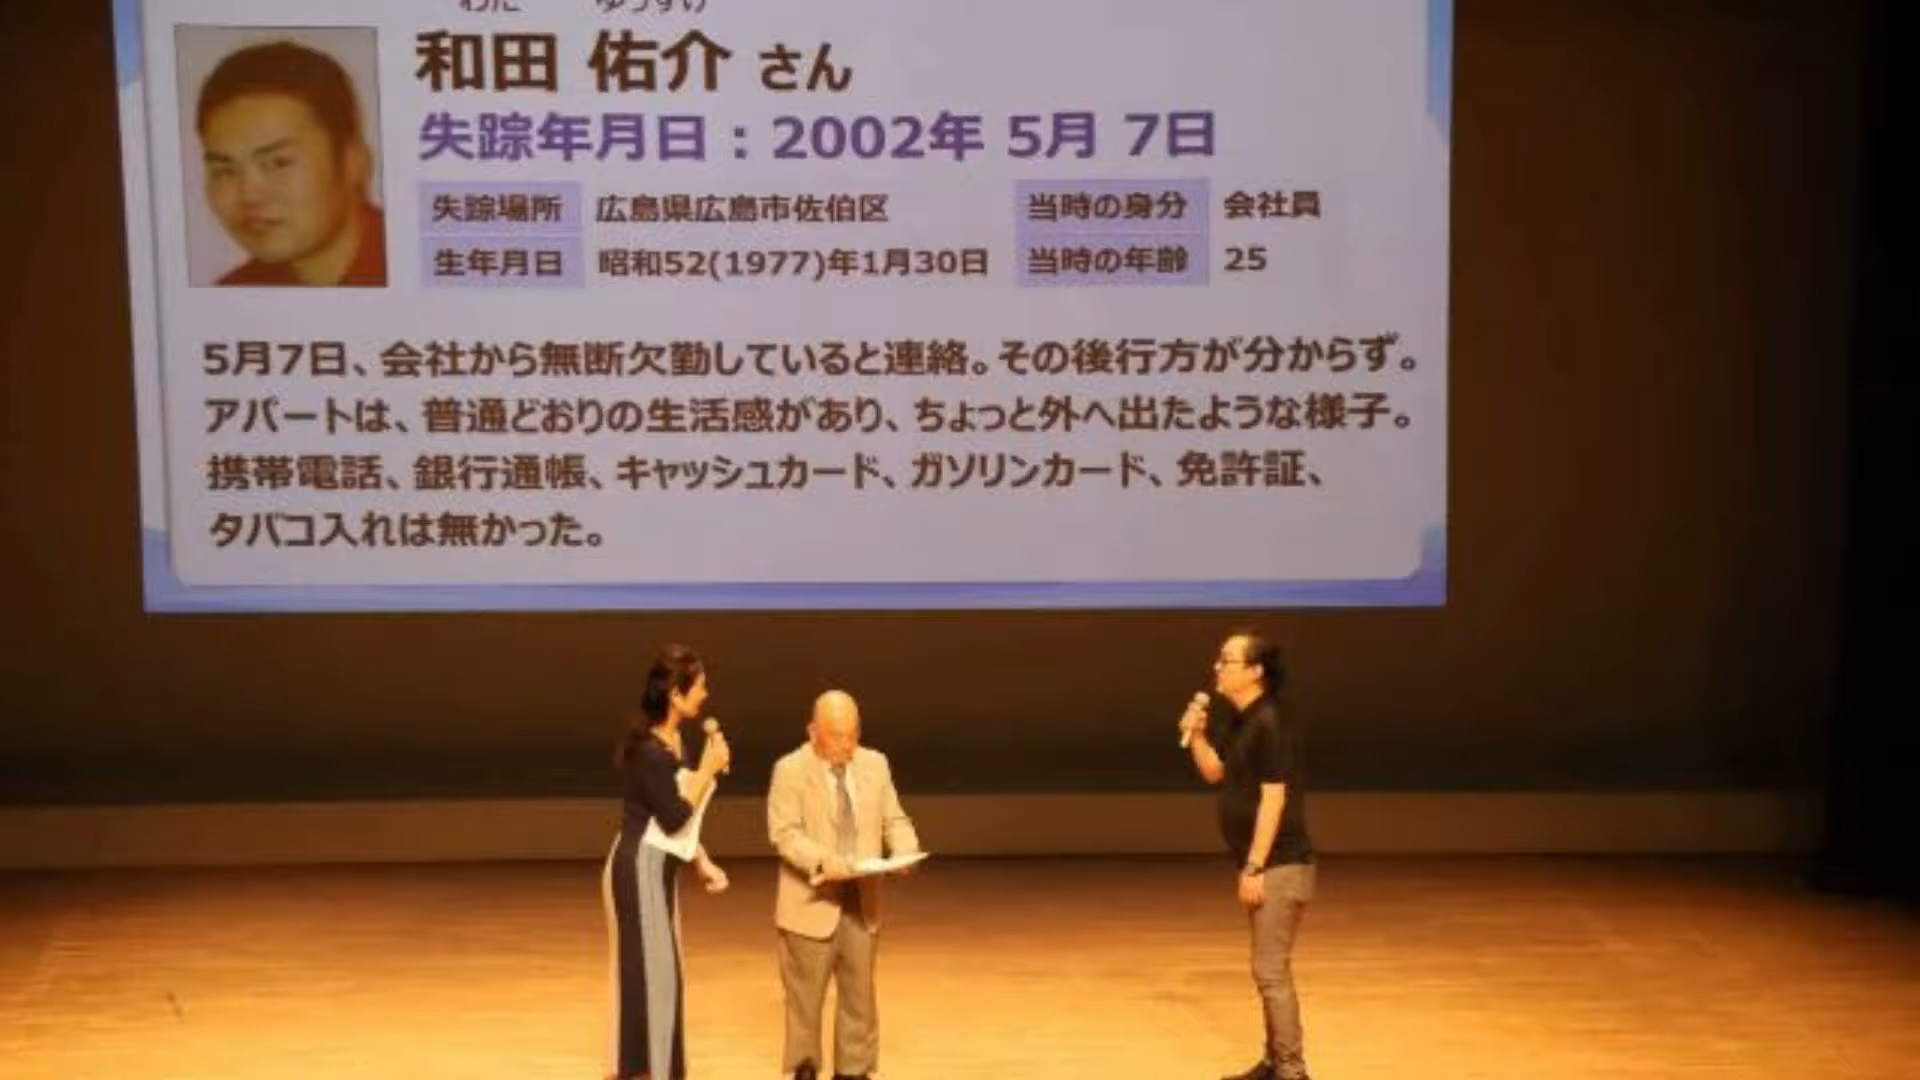 わだ ゆうすけ
和田 佑介 さん
失踪年月日：2002年 5月 7日
失踪場所 広島県広島市佐伯区 当時の身分 会社員
生年月日 昭和52(1977)年1月30日 当時の年齢 25
5月7日、会社から無断欠勤していると連絡。その後行方が分からず。
アパートは、普通どおりの生活感があり、ちょっと外へ出たような様子。
携帯電話、銀行通帳、キャッシュカード、ガソリンカード、免許証、
タバコ入れは無かった。